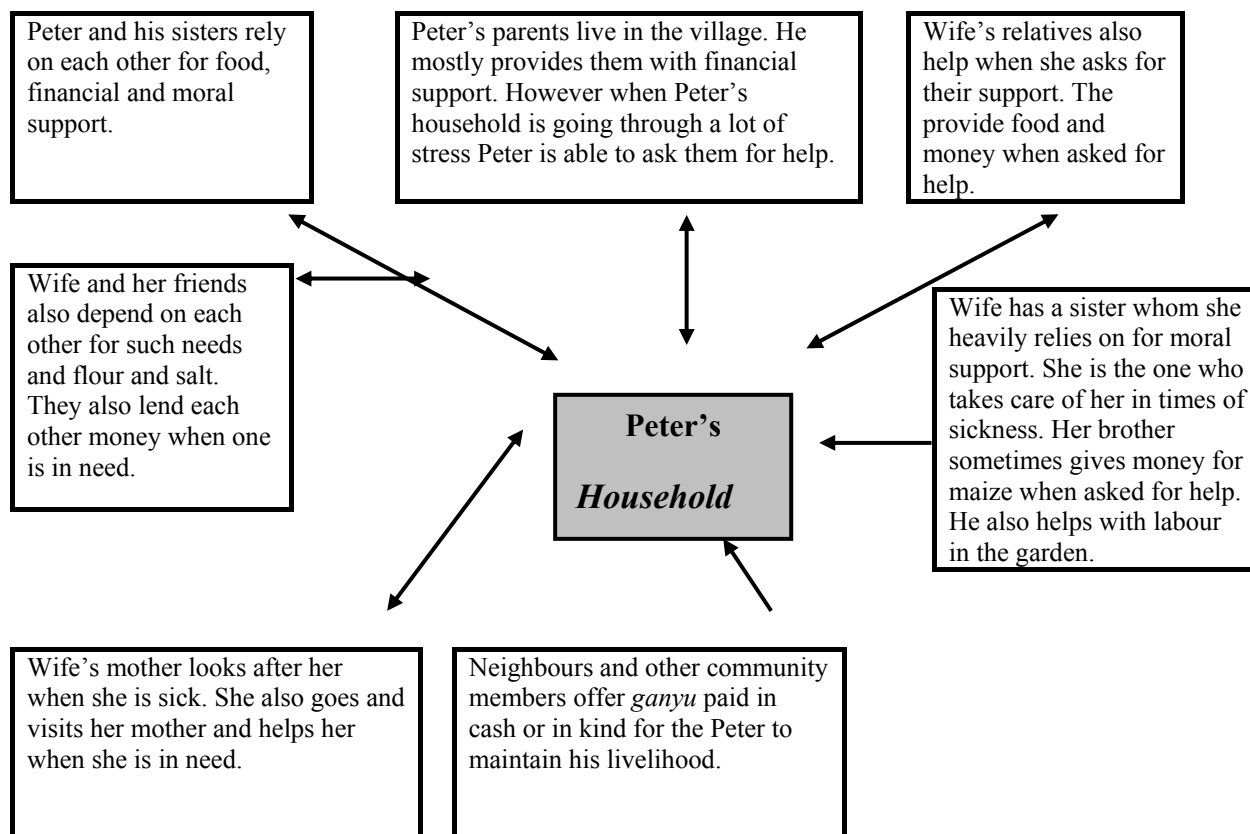 Peter and his sisters rely
on each other for food,
financial and moral
support.
Peter's parents live in the village. He
mostly provides them with financial
support. However when Peter's
household is going through a lot of
stress Peter is able to ask them for help.
Wife's relatives also
help when she asks for
their support. The
provide food and
money when asked for
help.
Wife and her friends
also depend on each
other for such needs
and flour and salt.
They also lend each
other money when one
is in need.
Peter's
Household
Wife has a sister whom she
heavily relies on for moral
support. She is the one who
takes care of her in times of
sickness. Her brother
sometimes gives money for
maize when asked for help.
He also helps with labour
in the garden.
Wife's mother looks after her
when she is sick. She also goes and
visits her mother and helps her
when she is in need.
Neighbours and other community
members offer ganyu paid in
cash or in kind for the Peter to
maintain his livelihood.